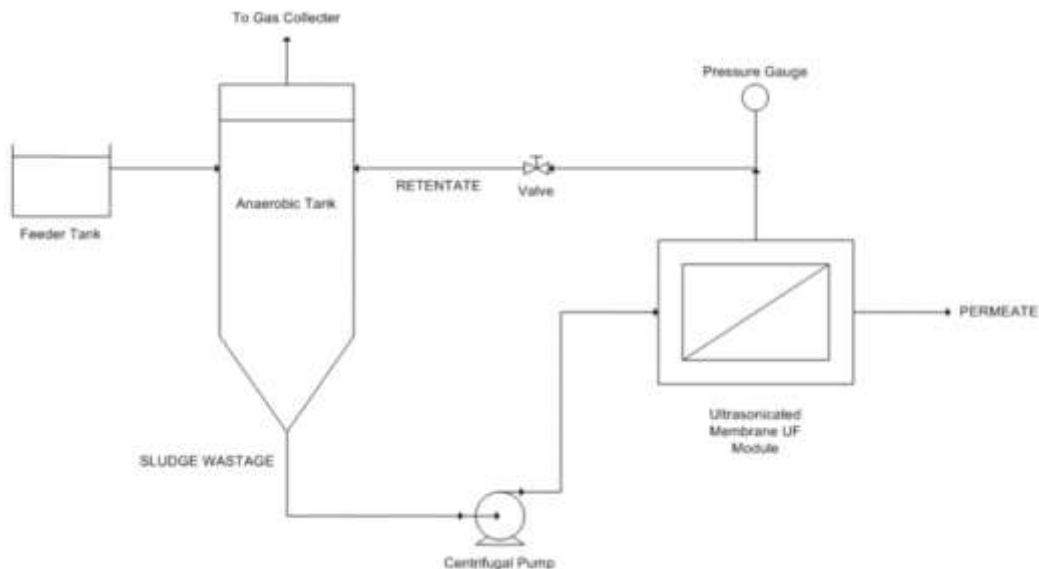 To Gas Collecter
Pressure Gauge
RETENTATE
Valve
Anaerobic Tank
Feeder Tank
PERMEATE
Ultrasonicated
Membrane UF
Module
SLUDGE WASTAGE
Centrifugal Pump